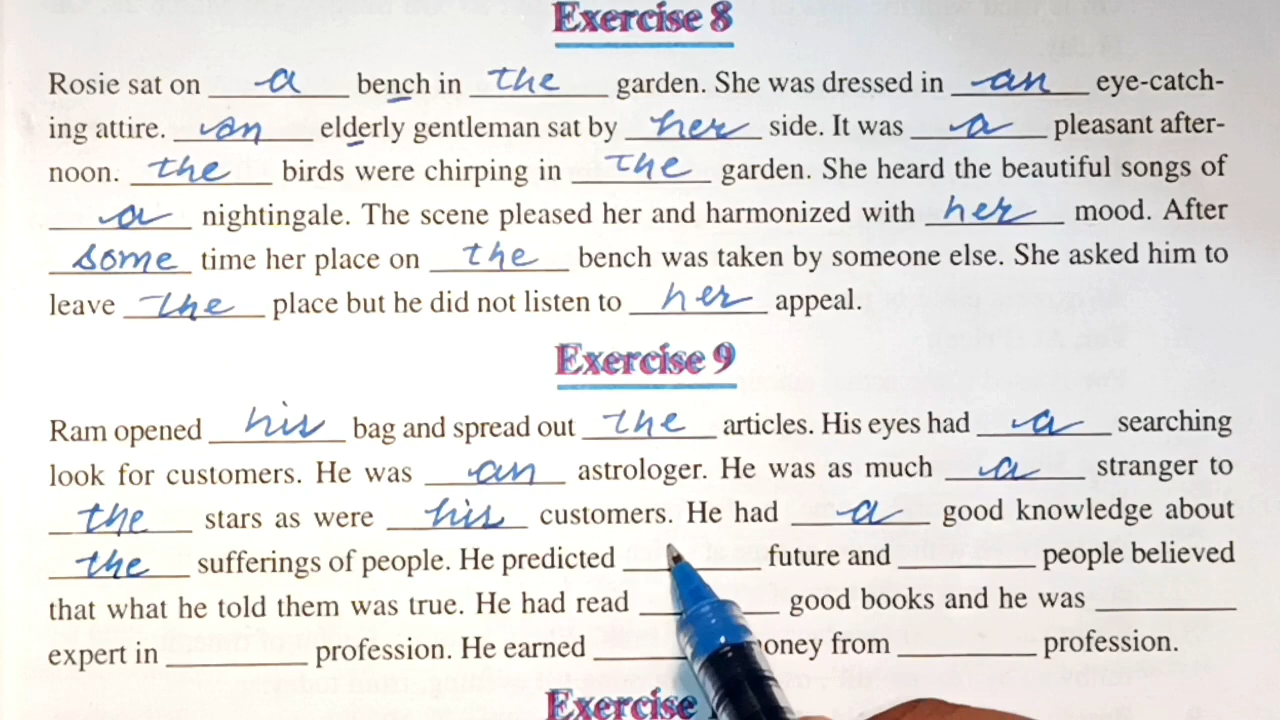 Exercise 8
Rosie sat on a bench in the garden. She was dressed in an eye-catch-
ing attire. an elderly gentleman sat by her side. It was a pleasant after-
noon. the birds were chirping in the garden. She heard the beautiful songs of
a nightingale. The scene pleased her and harmonized with her mood. After
some time her place on the bench was taken by someone else. She asked him to
leave the place but he did not listen to her appeal.
Exercise 9
Ram opened his bag and spread out the articles. His eyes had a searching
look for customers. He was an astrologer. He was as much a stranger to
the stars as were his customers. He had a good knowledge about
the sufferings of people. He predicted ______ future and ______ people believed
that what he told them was true. He had read ______ good books and he was ______
expert in ______ profession. He earned ______ from ______ profession.
Exercise